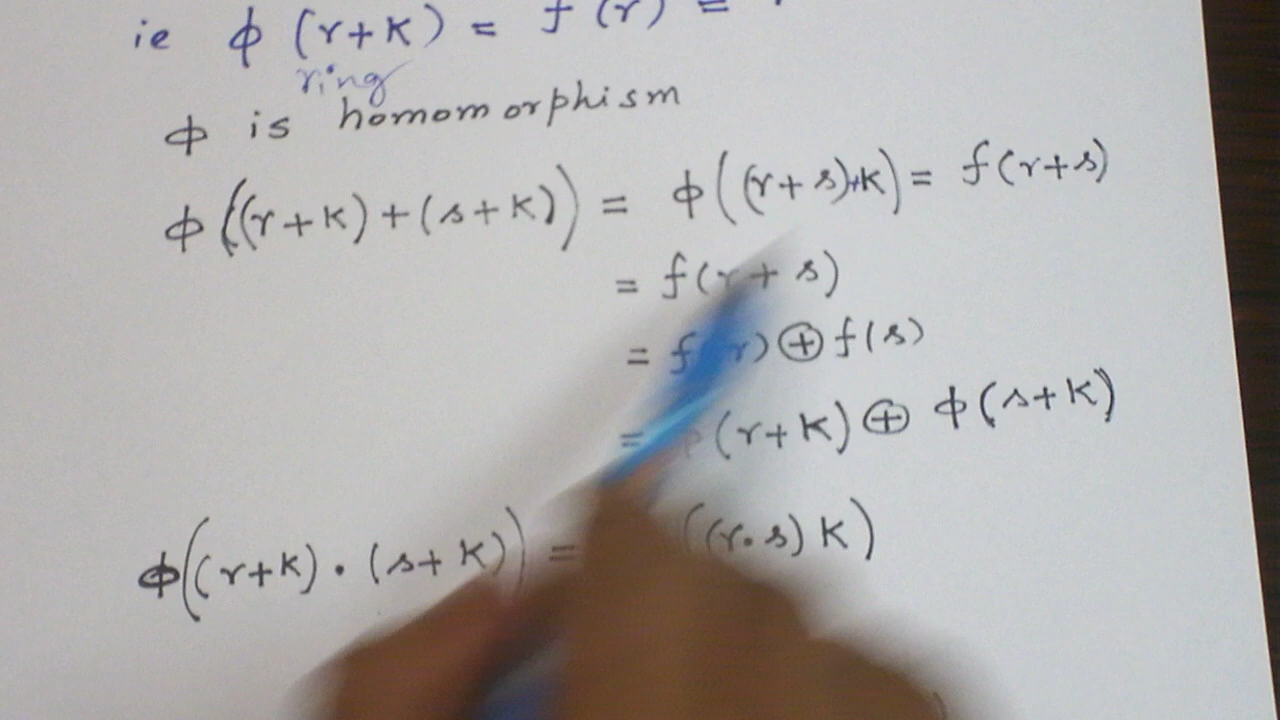 ie ϕ (r+K) = f(r) =
ring
ϕ is homomorphism
ϕ((r+K)+(s+K)) = ϕ((r+s)+K) = f(r+s)
= f(r+s)
= f(r) ⊕ f(s)
= (r+K) ⊕ ϕ(s+K)
ϕ((r+K)·(s+K)) = ((r·s)K)